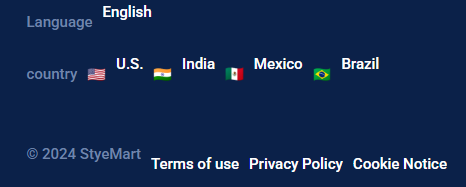 Language English
country U.S. India Mexico Brazil
© 2024 StyeMart Terms of use Privacy Policy Cookie Notice